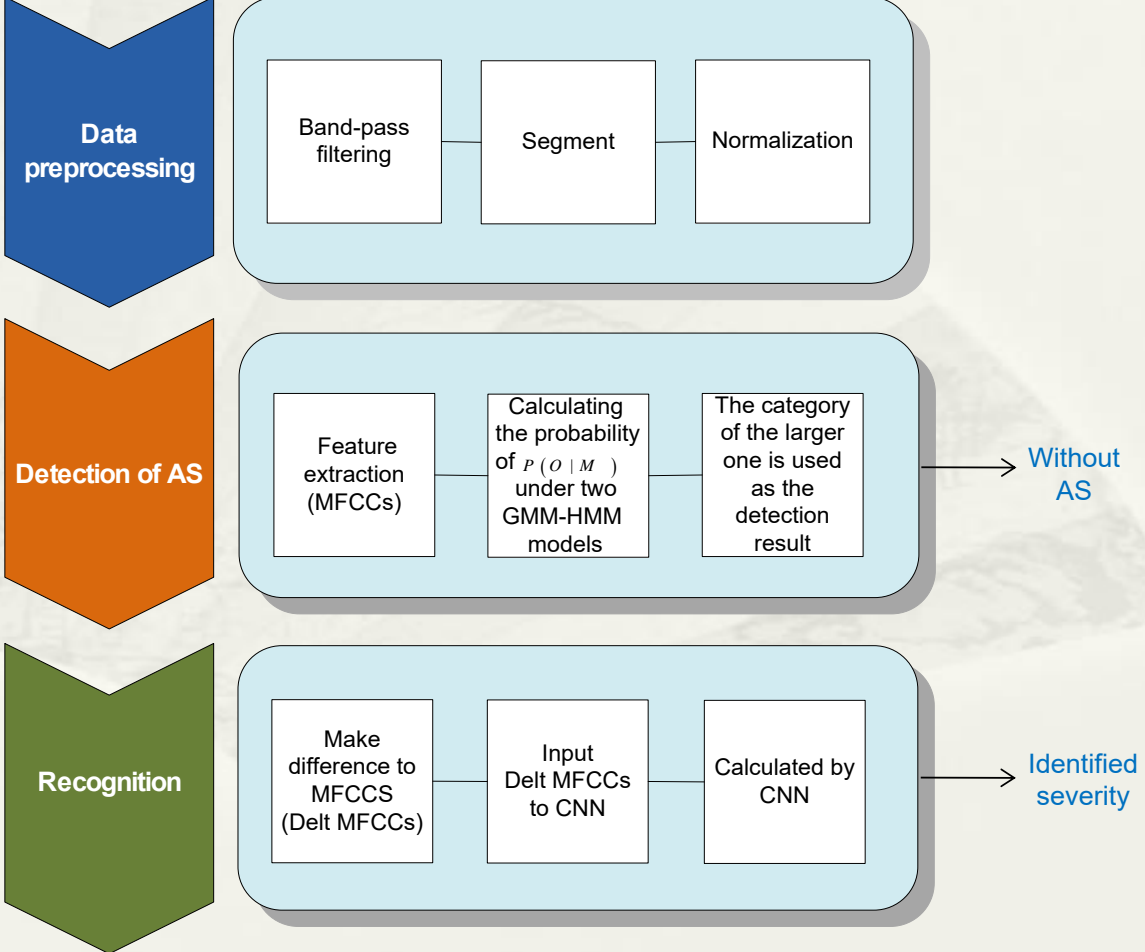 Data
preprocessing
Band-pass
filtering
Segment
Normalization
Detection of AS
Feature
extraction
(MFCCs)
Calculating
the probability
of P ( O | M )
under two
GMM-HMM
models
The category
of the larger
one is used
as the
detection
result
Without
AS
Recognition
Make
difference to
MFCCS
(Delt MFCCs)
Input
Delt MFCCs
to CNN
Calculated by
CNN
Identified
severity